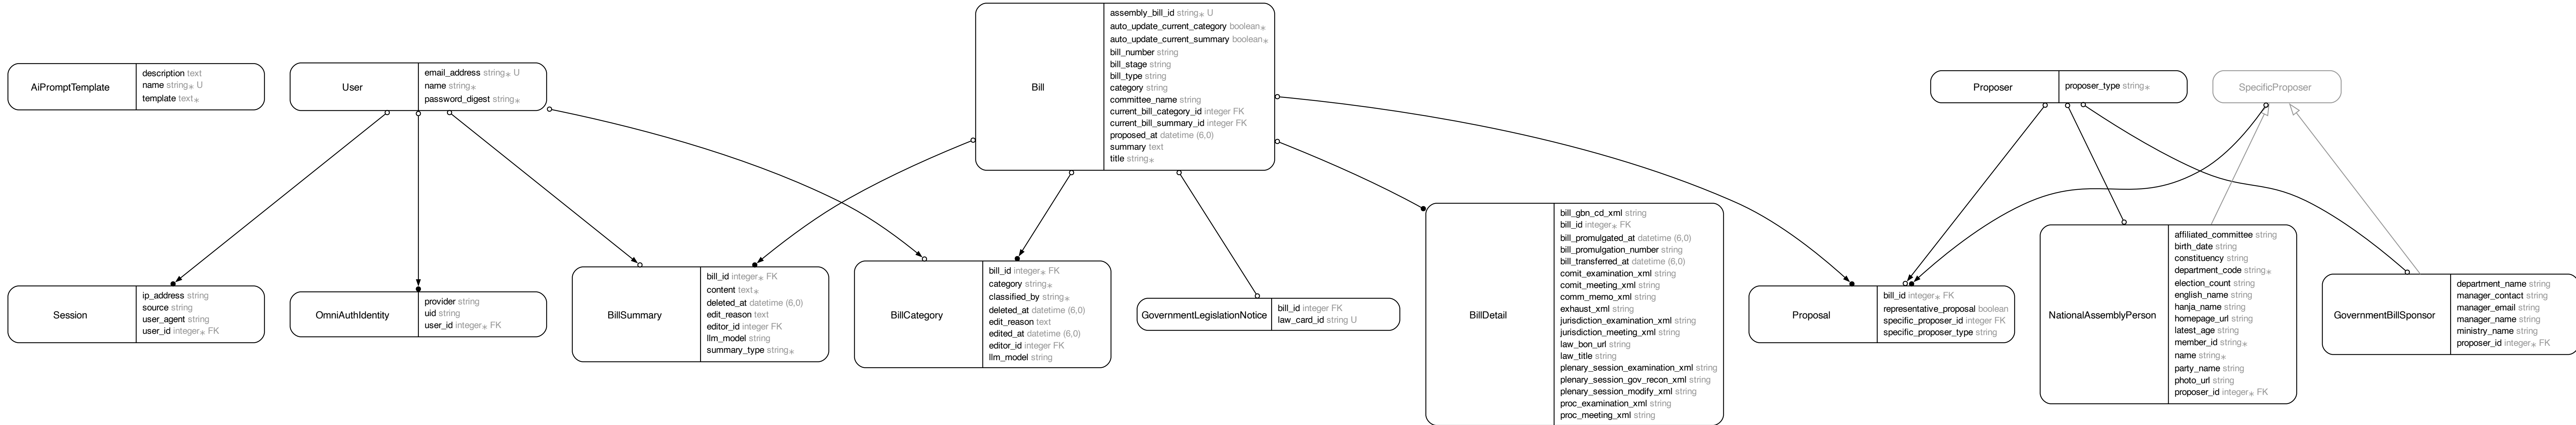 AiPromptTemplate
description text
name string* U
template text*
User
email_address string* U
name string*
password_digest string*
Bill
assembly_bill_id string* U
auto_update_current_category boolean*
auto_update_current_summary boolean*
bill_number string
bill_stage string
bill_type string
category string
committee_name string
current_bill_category_id integer FK
current_bill_summary_id integer FK
proposed_at datetime (6,0)
summary text
title string*
Proposer
proposer_type string*
SpecificProposer
Session
ip_address string
source string
user_agent string
user_id integer* FK
OmniAuthIdentity
provider string
uid string
user_id integer* FK
BillSummary
bill_id integer* FK
content text*
deleted_at datetime (6,0)
edit_reason text
editor_id integer FK
llm_model string
summary_type string*
BillCategory
bill_id integer* FK
category string*
classified_by string*
deleted_at datetime (6,0)
edit_reason text
edited_at datetime (6,0)
editor_id integer FK
llm_model string
GovernmentLegislationNotice
bill_id integer FK
law_card_id string U
BillDetail
bill_gbn_cd_xml string
bill_id integer* FK
bill_promulgated_at datetime (6,0)
bill_promulgation_number string
bill_transferred_at datetime (6,0)
comit_examination_xml string
comit_meeting_xml string
comm_memo_xml string
exhaust_xml string
jurisdiction_examination_xml string
jurisdiction_meeting_xml string
law_bon_url string
law_title string
plenary_session_examination_xml string
plenary_session_gov_recon_xml string
plenary_session_modify_xml string
proc_examination_xml string
proc_meeting_xml string
Proposal
bill_id integer* FK
representative_proposal boolean
specific_proposer_id integer FK
specific_proposer_type string
NationalAssemblyPerson
affiliated_committee string
birth_date string
constituency string
department_code string*
election_count string
english_name string
hanja_name string
homepage_url string
latest_age string
member_id string*
name string*
party_name string
photo_url string
proposer_id integer* FK
GovernmentBillSponsor
department_name string
manager_contact string
manager_email string
manager_name string
ministry_name string
proposer_id integer* FK